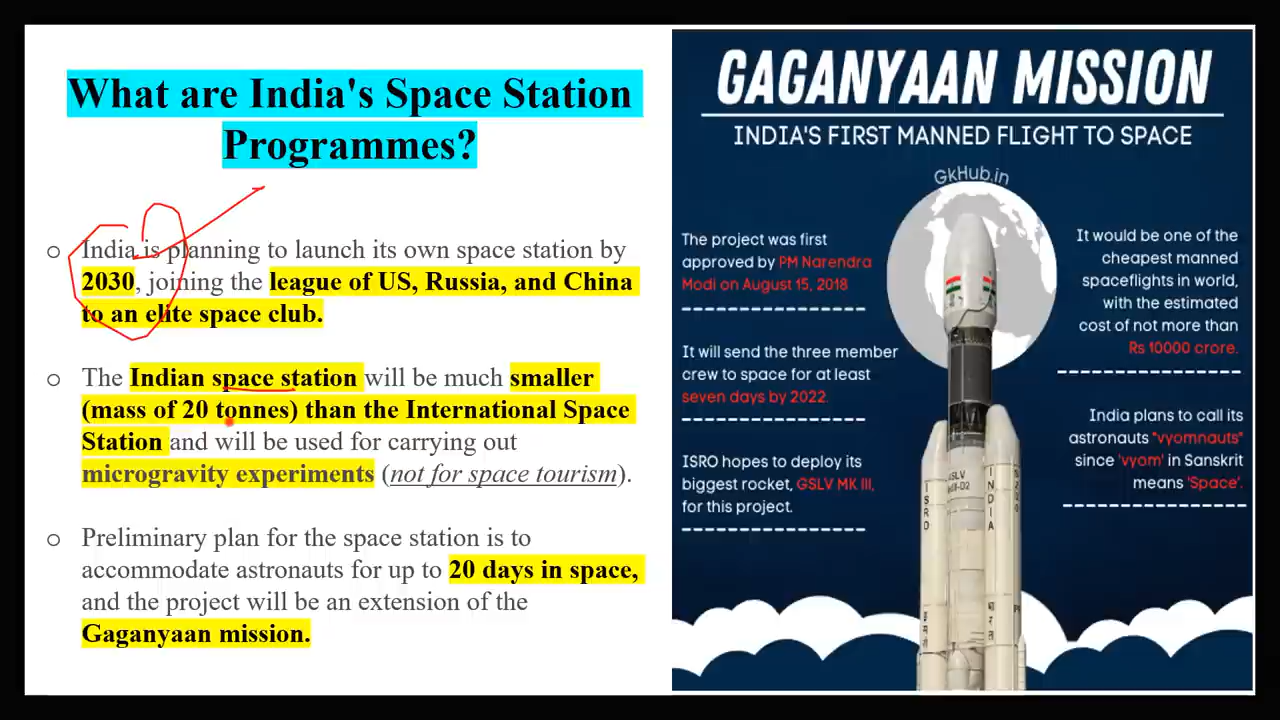 What are India's Space Station
Programmes?
India is planning to launch its own space station by
2030, joining the league of US, Russia, and China
to an elite space club.
The Indian space station will be much smaller
(mass of 20 tonnes) than the International Space
Station and will be used for carrying out
microgravity experiments (not for space tourism).
Preliminary plan for the space station is to
accommodate astronauts for up to 20 days in space,
and the project will be an extension of the
Gaganyaan mission.
GAGANYAAN MISSION
INDIA'S FIRST MANNED FLIGHT TO SPACE
GkHub.in
The project was first
approved by PM Narendra
Modi on August 15, 2018
It will send the three member
crew to space for at least
seven days by 2022.
ISRO hopes to deploy its
biggest rocket, GSLV MK III,
for this project.
It would be one of the
cheapest manned
spaceflights in world,
with the estimated
cost of not more than
Rs 10000 crore.
India plans to call its
astronauts "vyomnauts"
since 'vyom' in Sanskrit
means 'Space'.
ISRO
INDIA
S200